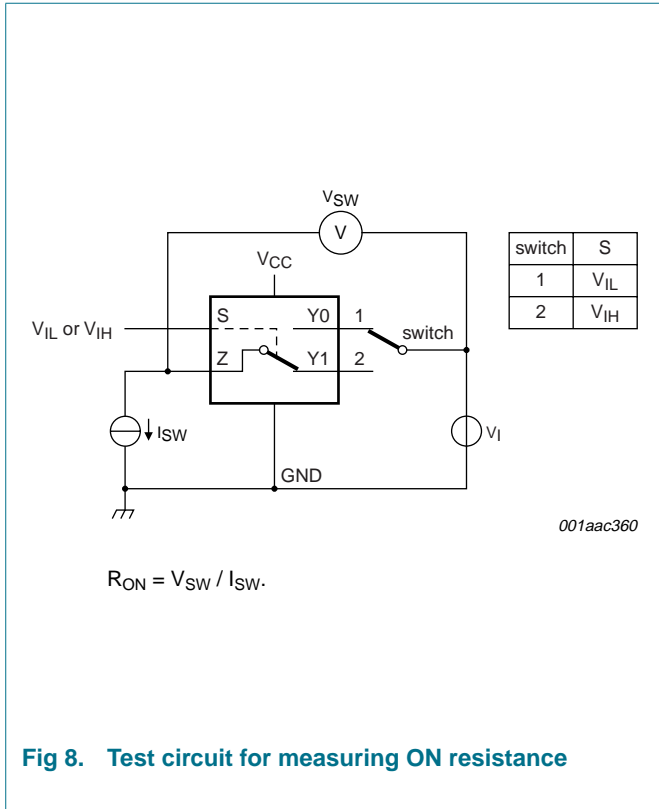 VSW
V
VCC
switch S
1 VIL
2 VIH
S Y0 1
VIL or VIH
switch
Z Y1 2
ISW
VI
GND
001aac360
RON = VSW / ISW.
Fig 8. Test circuit for measuring ON resistance